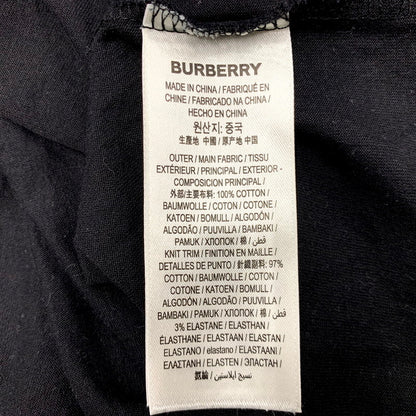 BURBERRY
MADE IN CHINA / FABRIQUÉ EN
CHINE / FABRICADO NA CHINA /
HECHO EN CHINA
원산지: 중국
生產地 中國 / 原产地 中国
OUTER / MAIN FABRIC / TISSU
EXTÉRIEUR / PRINCIPAL / EXTERIOR -
COMPOSICION PRINCIPAL /
外部/主要布料: 100% COTTON /
BAUMWOLLE / COTON / COTONE /
KATOEN / BOMULL / ALGODÓN /
ALGODÃO / PUUVILLA / BAMBAKI /
PAMUK / ХЛОПОК / 棉 / قطن /
KNIT TRIM / FINITION EN MAILLE /
DETALLES DE PUNTO / 針織副料: 97%
COTTON / BAUMWOLLE / COTON /
COTONE / KATOEN / BOMULL /
ALGODÓN / ALGODÃO / PUUVILLA /
BAMBAKI / PAMUK / ХЛОПОК / 棉 / قطن /
3% ELASTANE / ELASTHAN /
ÉLASTHANE / ELASTAAN / ELASTAN /
ELASTANO / elastano / ELASTAANI /
ΕΛΑΣΤΑΝΗ / ELASTEN / ЭЛАСТАН /
氨綸 / نسيج ايلاستين /